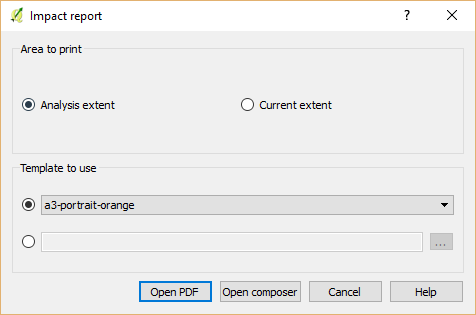 Impact report
Area to print
Analysis extent
Current extent
Template to use
a3-portrait-orange
...
Open PDF
Open composer
Cancel
Help